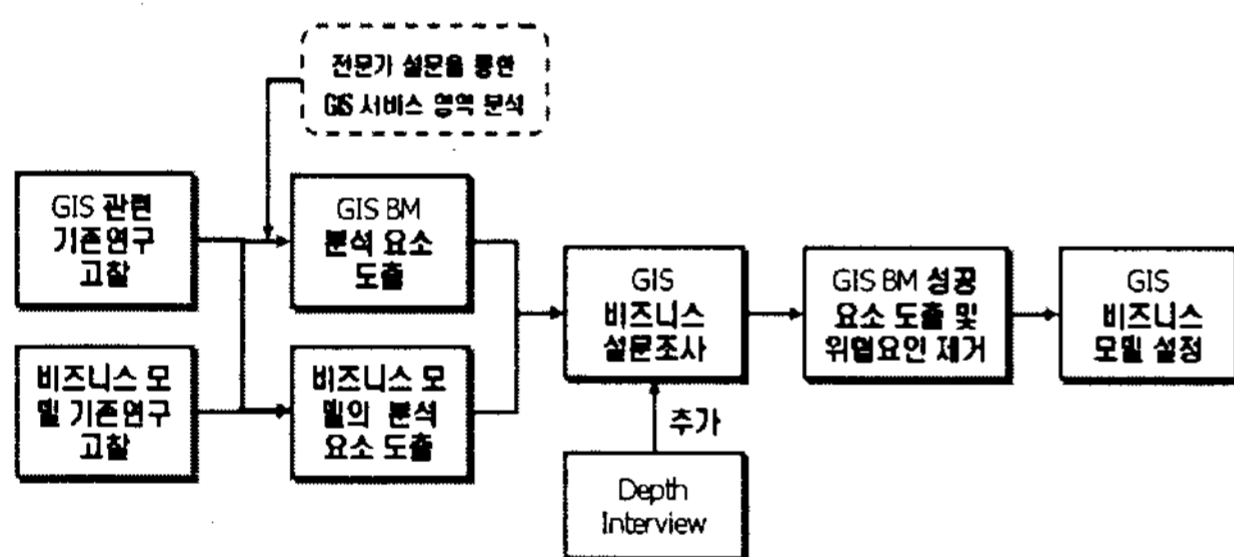 전문가 설문을 통한
GIS 서비스 영역 분석
GIS 관련
기존연구
고찰
GIS BM
분석 요소
도출
비즈니스 모
델 기존연구
고찰
비즈니스 모
델의 분석
요소 도출
GIS
비즈니스
설문조사
추가
Depth
Interview
GIS BM 성공
요소 도출 및
위협요인 제거
GIS
비즈니스
모델 설정